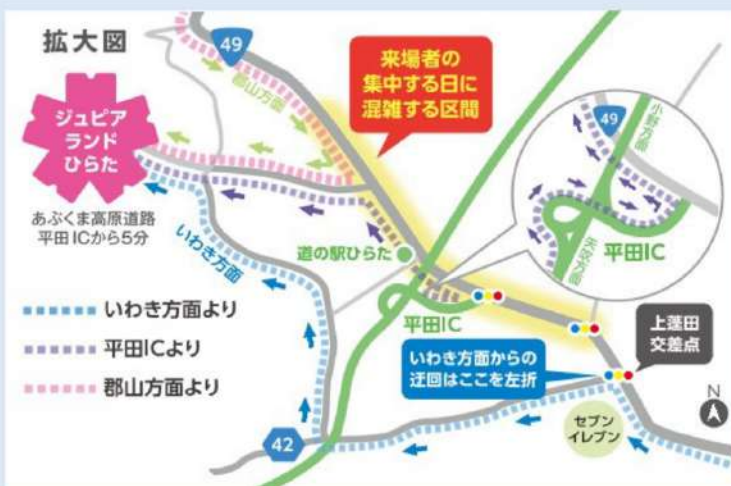 拡大図
49
ジュピア
ランド
ひらた
あぶくま高原道路
平田ICから5分
郡山方面
来場者の
集中する日に
混雑する区間
49
小野方面
天栄方面
平田IC
いわき方面
道の駅ひらた
平田IC
いわき方面より
平田ICより
郡山方面より
上蓬田
交差点
いわき方面からの
迂回はここを左折
42
セブン
イレブン
N